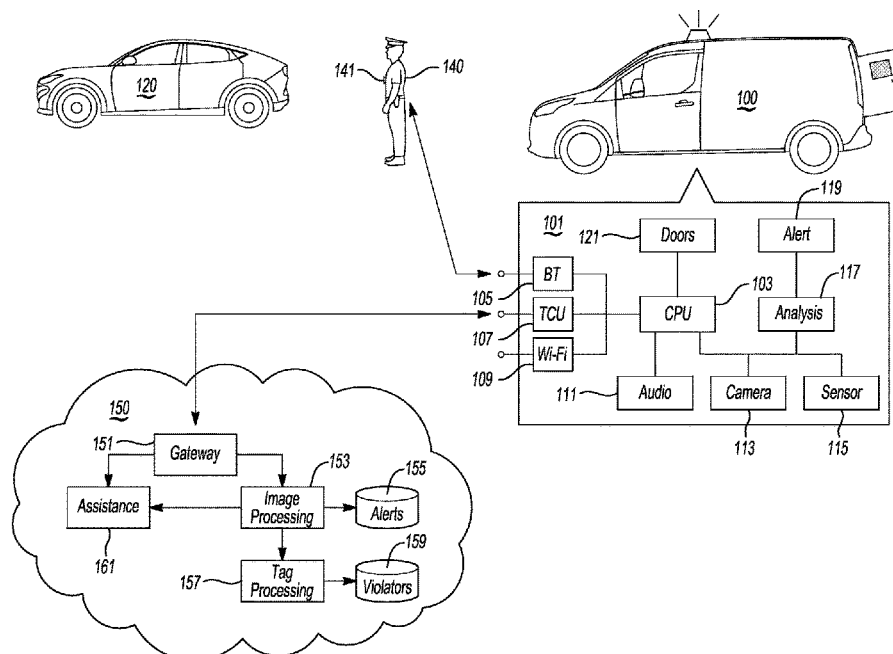 120
141
140
100
119
101
121
Doors
Alert
117
BT
103
105
TCU
CPU
Analysis
107
Wi-Fi
109
111
Audio
Camera
Sensor
113
115
150
151
Gateway
153
155
Assistance
Image
Processing
Alerts
161
159
157
Tag
Processing
Violators